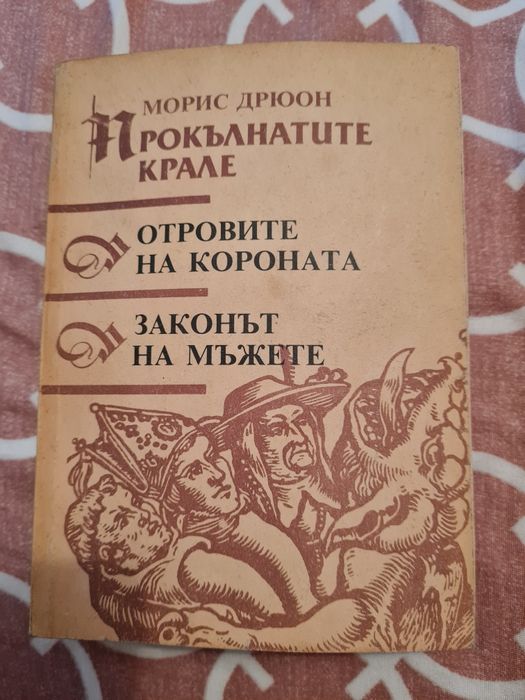 МОРИС ДРЮОН
ПРОКЪЛНАТИТЕ
КРАЛЕ
ОТРОВИТЕ
НА КОРОНАТА
ЗАКОНЪТ
НА МЪЖЕТЕ